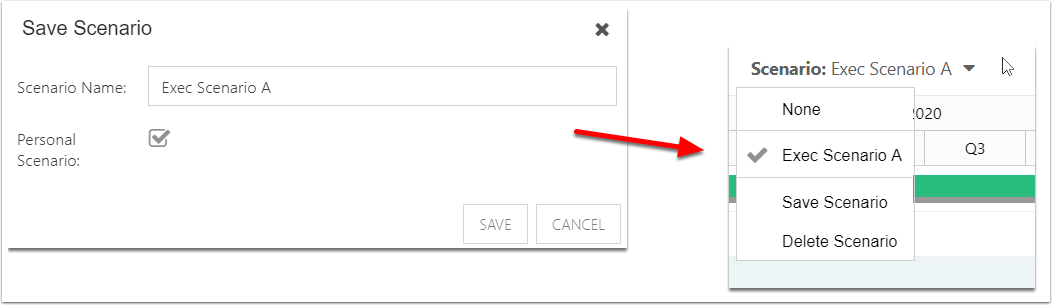 Save Scenario
Scenario Name:
Exec Scenario A
Personal
Scenario:
SAVE
CANCEL
Scenario: Exec Scenario A
None
2020
Exec Scenario A
Q3
Save Scenario
Delete Scenario